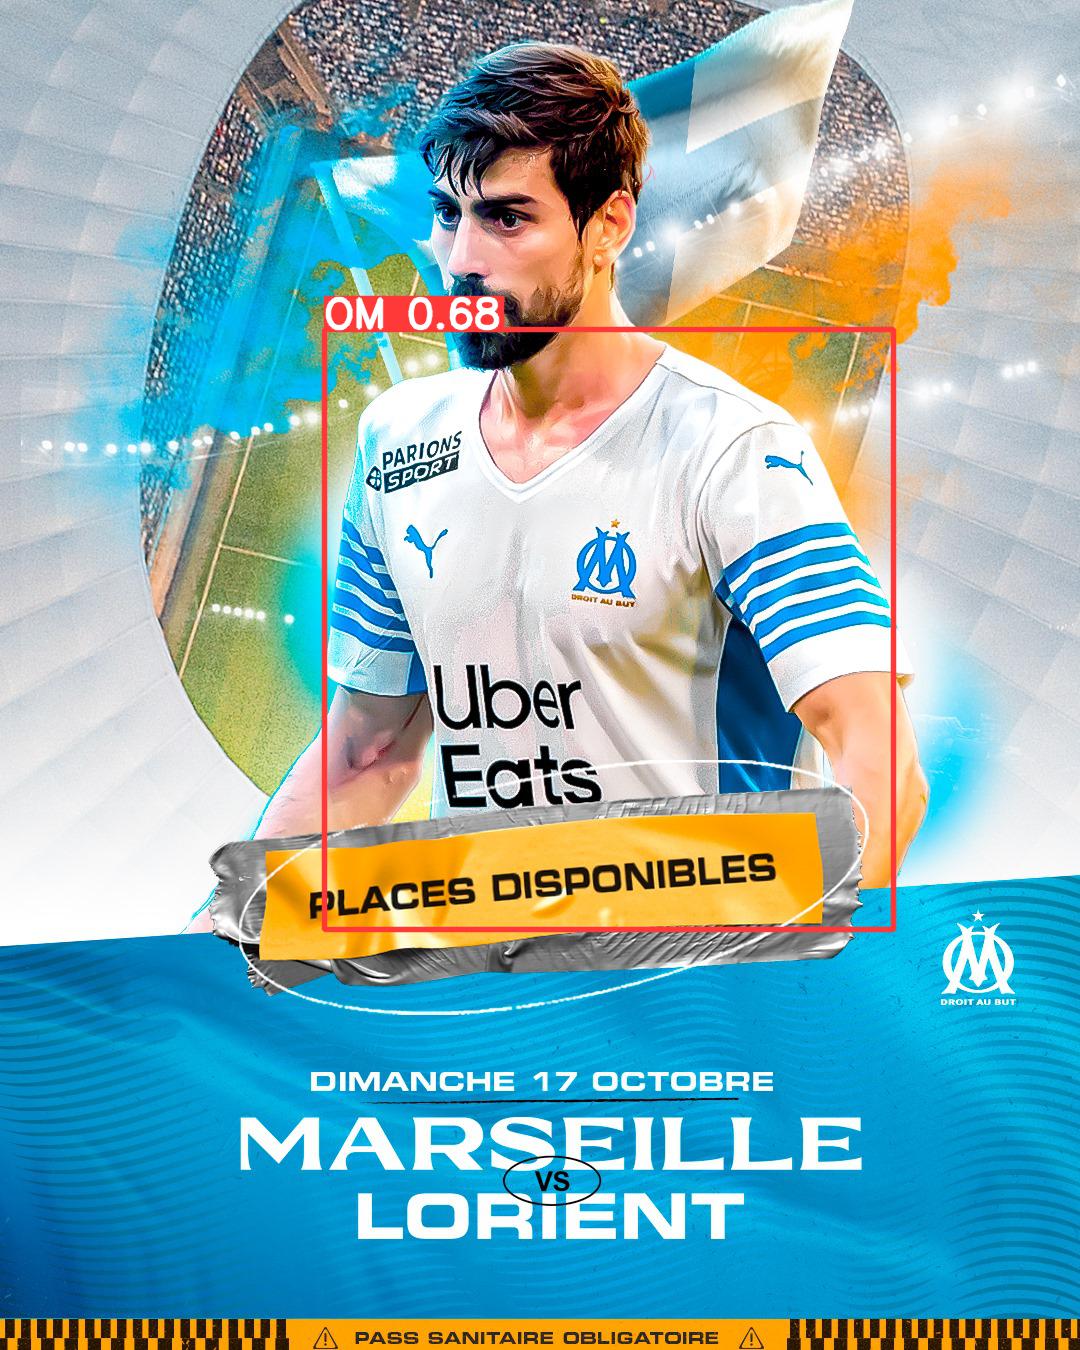 OM 0.68
PARIONS
SPORT
DROIT AU BUT
Uber
Eats
PLACES DISPONIBLES
DROIT AU BUT
DIMANCHE 17 OCTOBRE
MARSEILLE
VS
LORIENT
PASS SANITAIRE OBLIGATOIRE